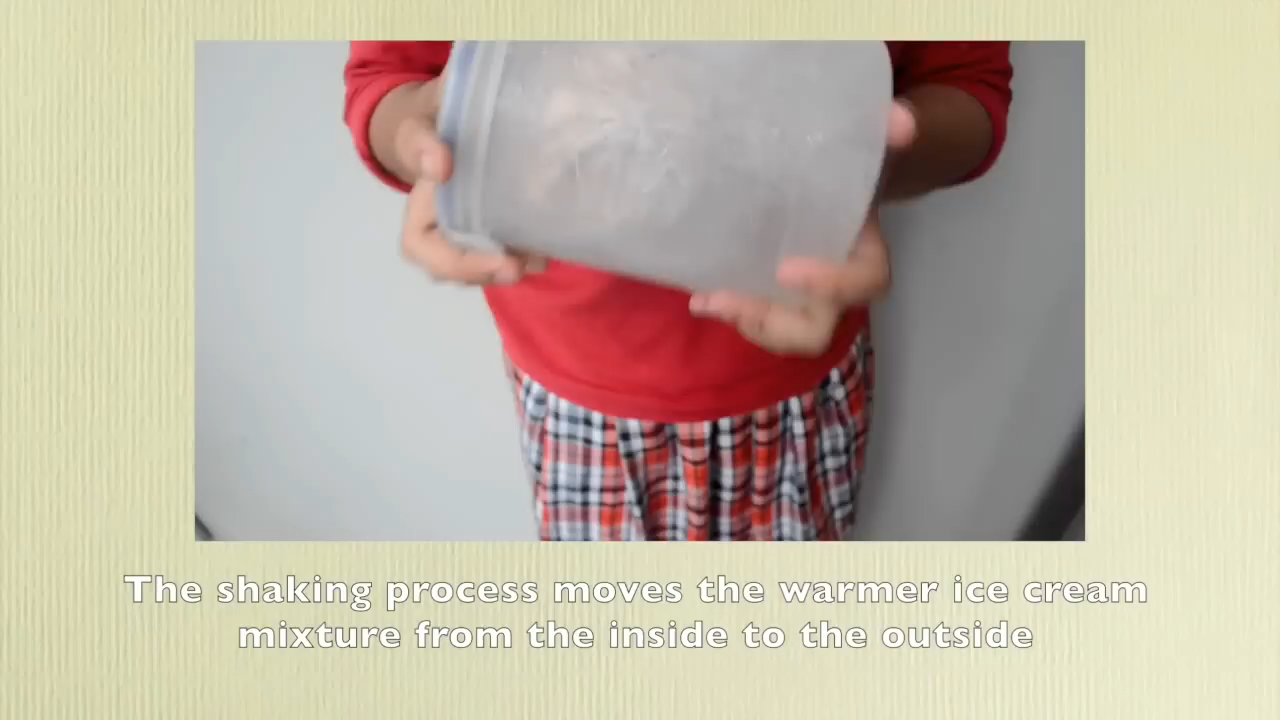 The shaking process moves the warmer ice cream
mixture from the inside to the outside